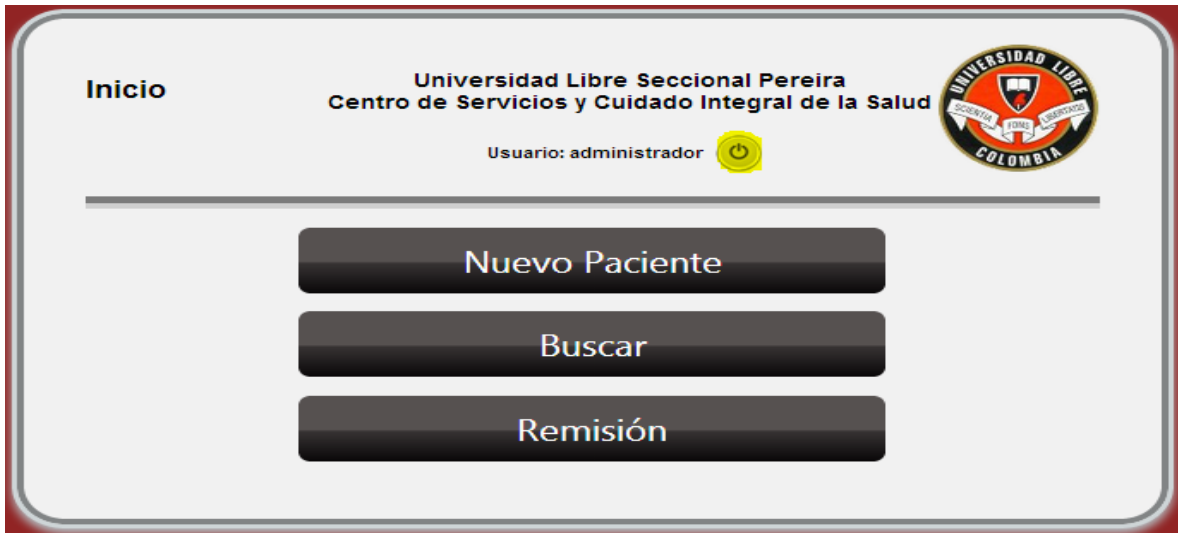 Inicio
Universidad Libre Seccional Pereira
Centro de Servicios y Cuidado Integral de la Salud
Usuario: administrador
UNIVERSIDAD LIBRE
SCIENTIA FONS LIBERTATIS
COLOMBIA
Nuevo Paciente
Buscar
Remisión